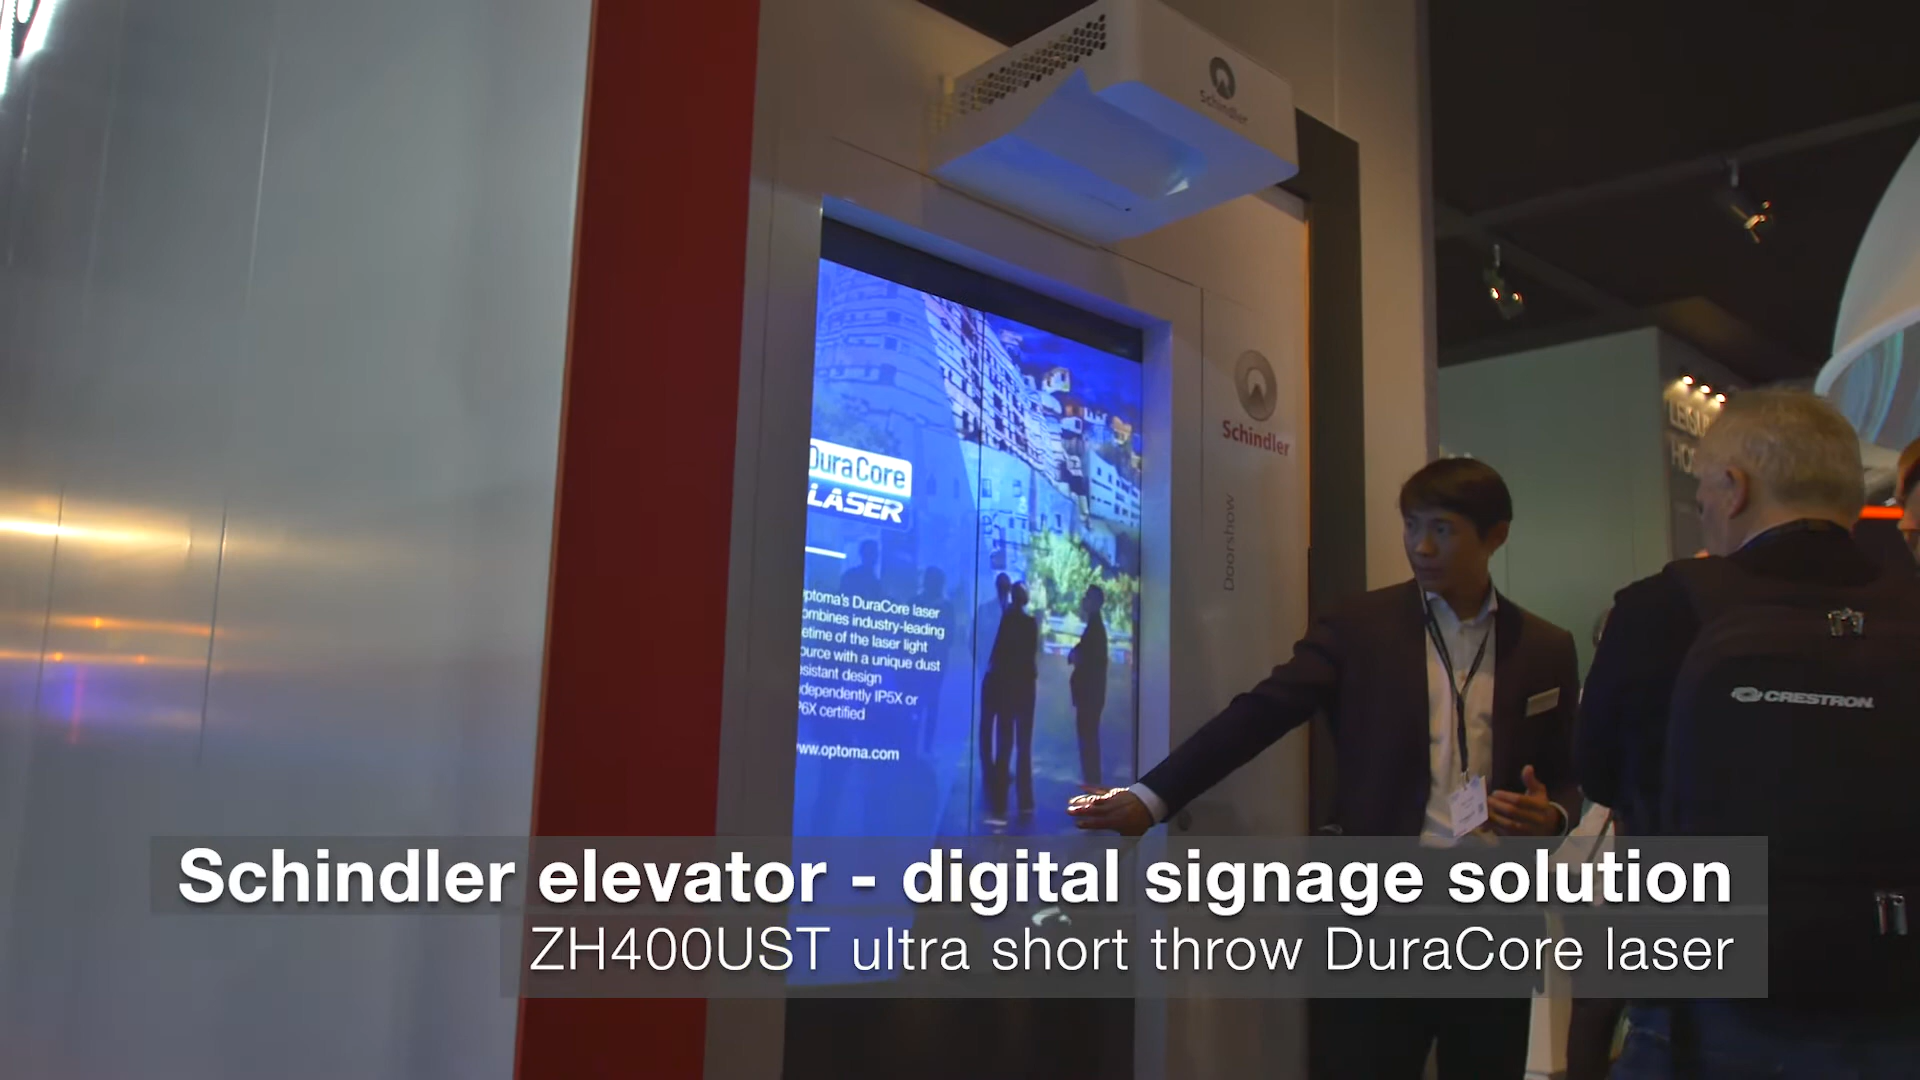 Schindler
Schindler
Doorshow
DuraCore
LASER
ptoma's DuraCore laser
ombines industry-leading
etime of the laser light
ource with a unique dust
sistant design
dependently IP5X or
P6X certified
ww.optoma.com
CRESTRON
Schindler elevator - digital signage solution
ZH400UST ultra short throw DuraCore laser